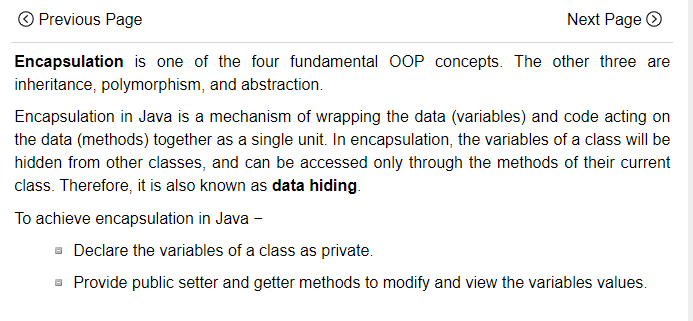 Previous Page
Next Page
Encapsulation is one of the four fundamental OOP concepts. The other three are
inheritance, polymorphism, and abstraction.
Encapsulation in Java is a mechanism of wrapping the data (variables) and code acting on
the data (methods) together as a single unit. In encapsulation, the variables of a class will be
hidden from other classes, and can be accessed only through the methods of their current
class. Therefore, it is also known as data hiding.
To achieve encapsulation in Java −
Declare the variables of a class as private.
Provide public setter and getter methods to modify and view the variables values.